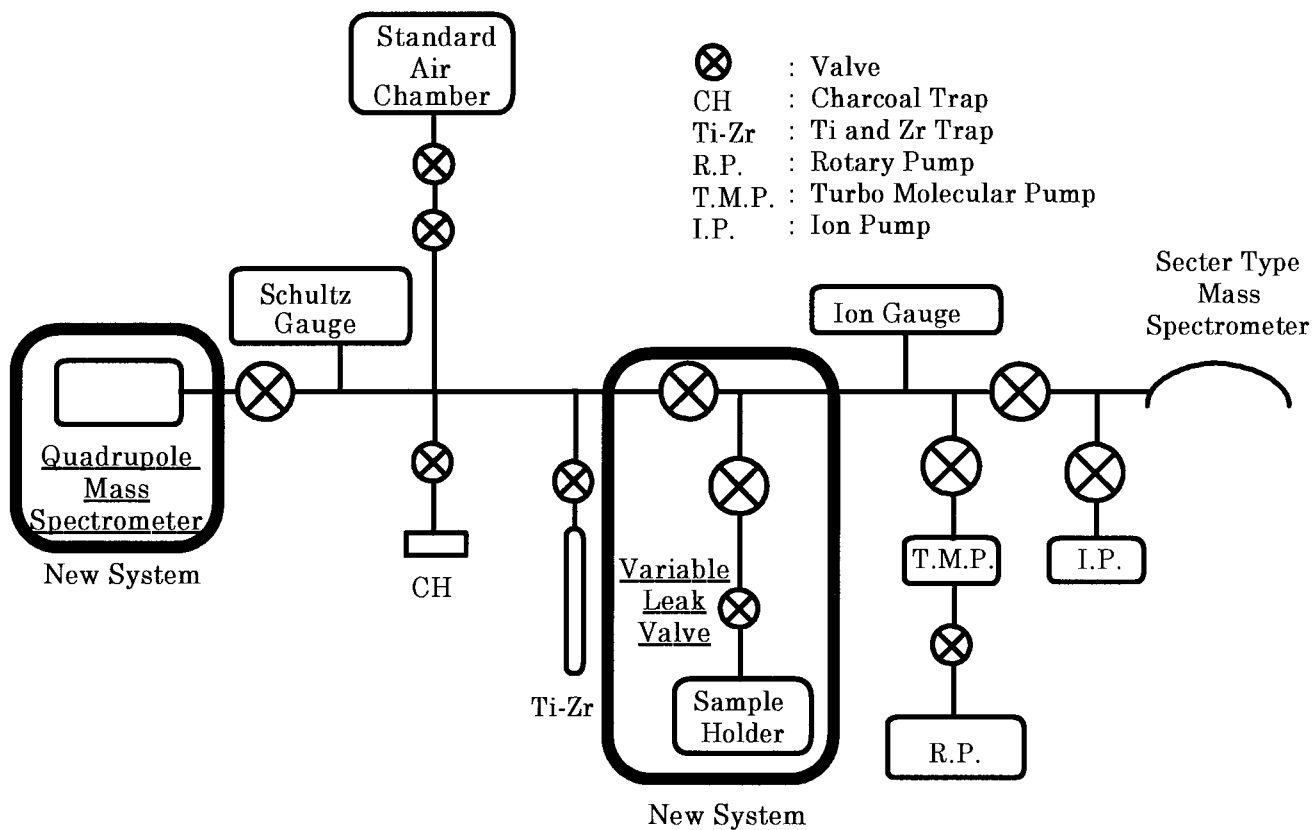 Standard
Air
Chamber
: Valve
CH : Charcoal Trap
Ti-Zr : Ti and Zr Trap
R.P. : Rotary Pump
T.M.P. : Turbo Molecular Pump
I.P. : Ion Pump
Schultz
Gauge
Ion Gauge
Secter Type
Mass
Spectrometer
Quadrupole
Mass
Spectrometer
New System
CH
Ti-Zr
Variable
Leak
Valve
Sample
Holder
New System
T.M.P.
I.P.
R.P.